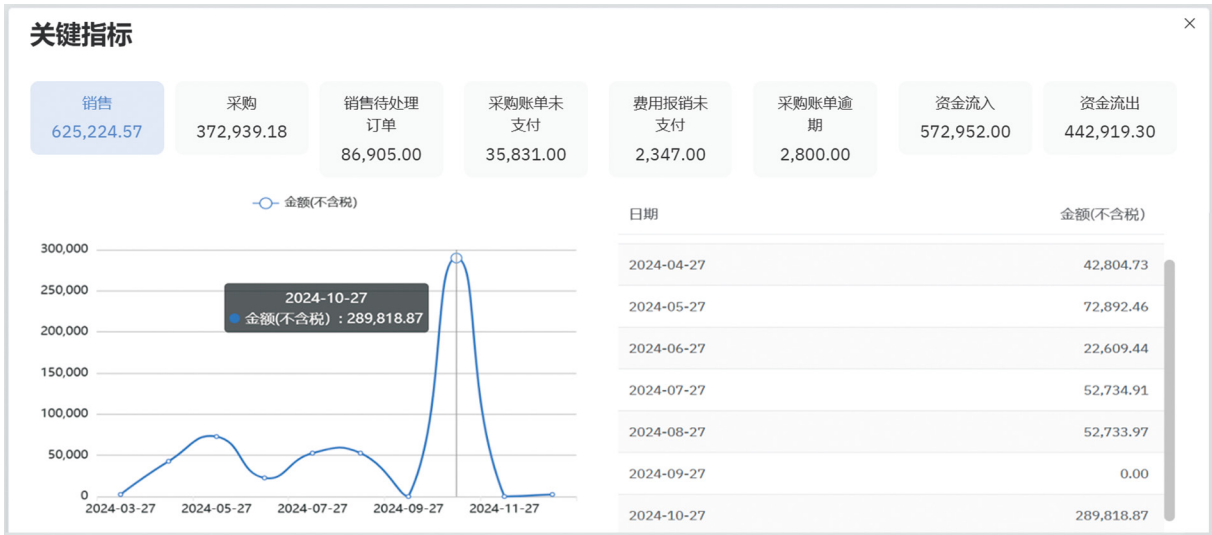 关键指标
×
销售
625,224.57
采购
372,939.18
销售待处理
订单
86,905.00
采购账单未
支付
35,831.00
费用报销未
支付
2,347.00
采购账单逾
期
2,800.00
资金流入
572,952.00
资金流出
442,919.30
金额(不含税)
300,000
250,000
200,000
150,000
100,000
50,000
0
2024-10-27
金额(不含税)：289,818.87
2024-03-27 2024-05-27 2024-07-27 2024-09-27 2024-11-27
日期 金额(不含税)
2024-04-27 42,804.73
2024-05-27 72,892.46
2024-06-27 22,609.44
2024-07-27 52,734.91
2024-08-27 52,733.97
2024-09-27 0.00
2024-10-27 289,818.87